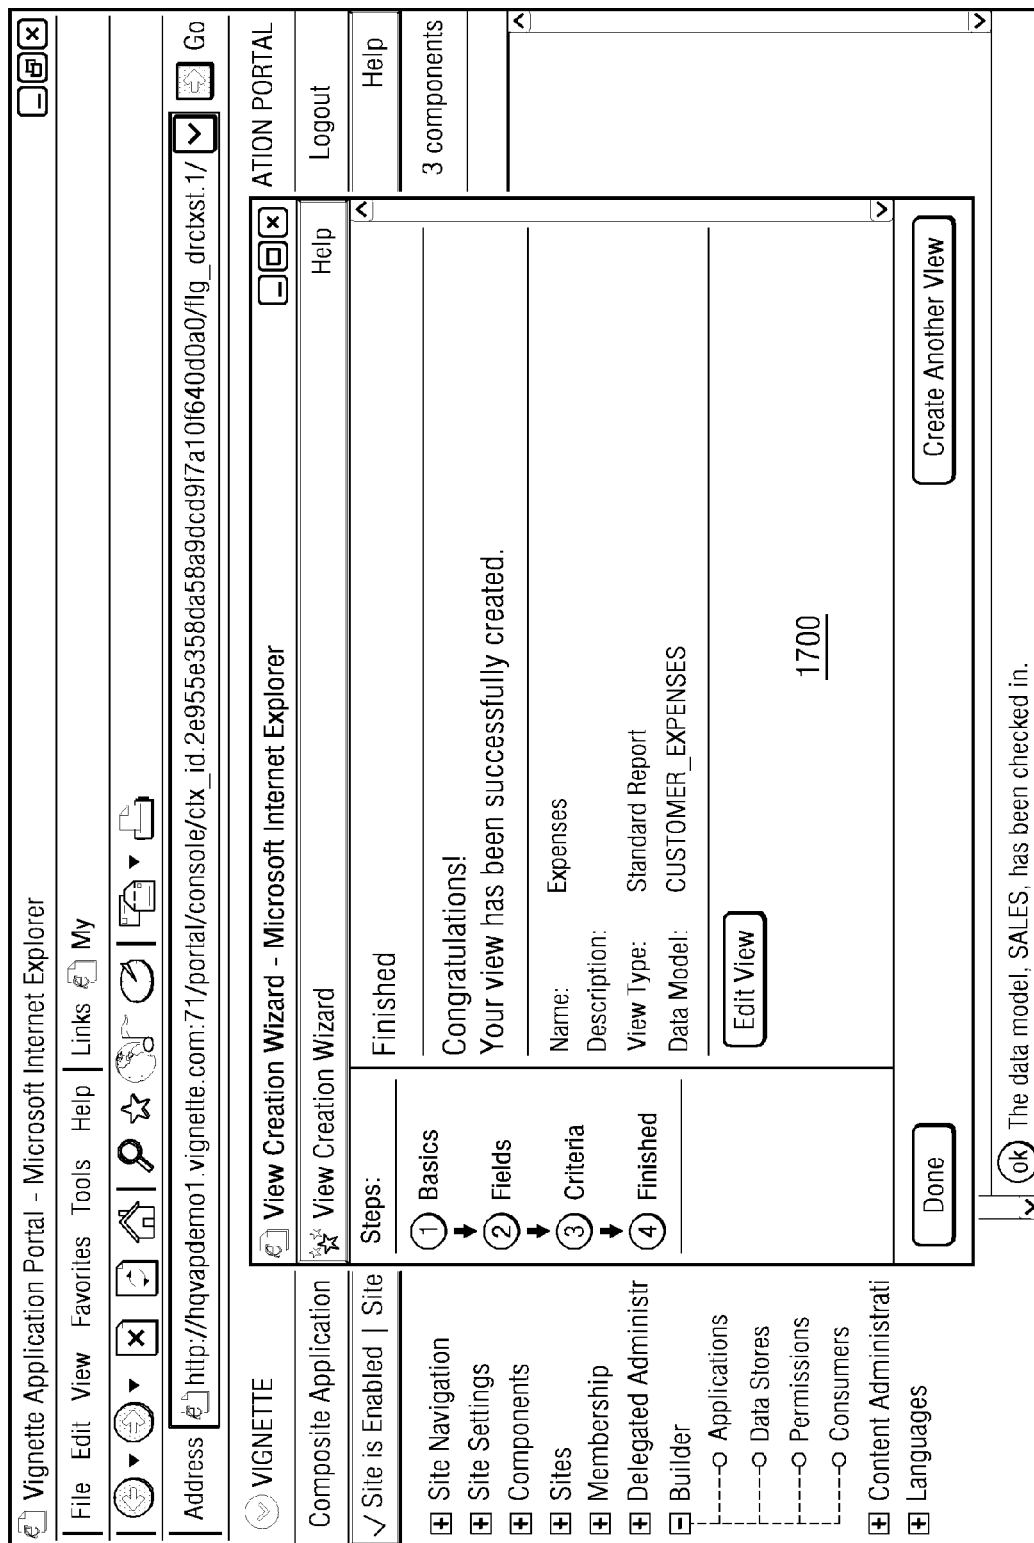 Vignette Application Portal - Microsoft Internet Explorer
File Edit View Favorites Tools Help Links My
Address http://hqvapdemo1.vignette.com:71/portal/console/ctx_id.2e955e358da58a9dcd9f7a10f640d0a0/flg_drctxst.1/ Go
VIGNETTE
ATION PORTAL
Composite Application
Logout
Site is Enabled | Site
Help
3 components
Site Navigation
Site Settings
Components
Sites
Membership
Delegated Administr
Builder
Applications
Data Stores
Permissions
Consumers
Content Administrati
Languages
View Creation Wizard - Microsoft Internet Explorer
View Creation Wizard
Help
Steps:
1 Basics
2 Fields
3 Criteria
4 Finished
Finished
Congratulations!
Your view has been successfully created.
Name: Expenses
Description:
View Type: Standard Report
Data Model: CUSTOMER_EXPENSES
Edit View
1700
Done
Create Another VIew
ok The data model, SALES, has been checked in.